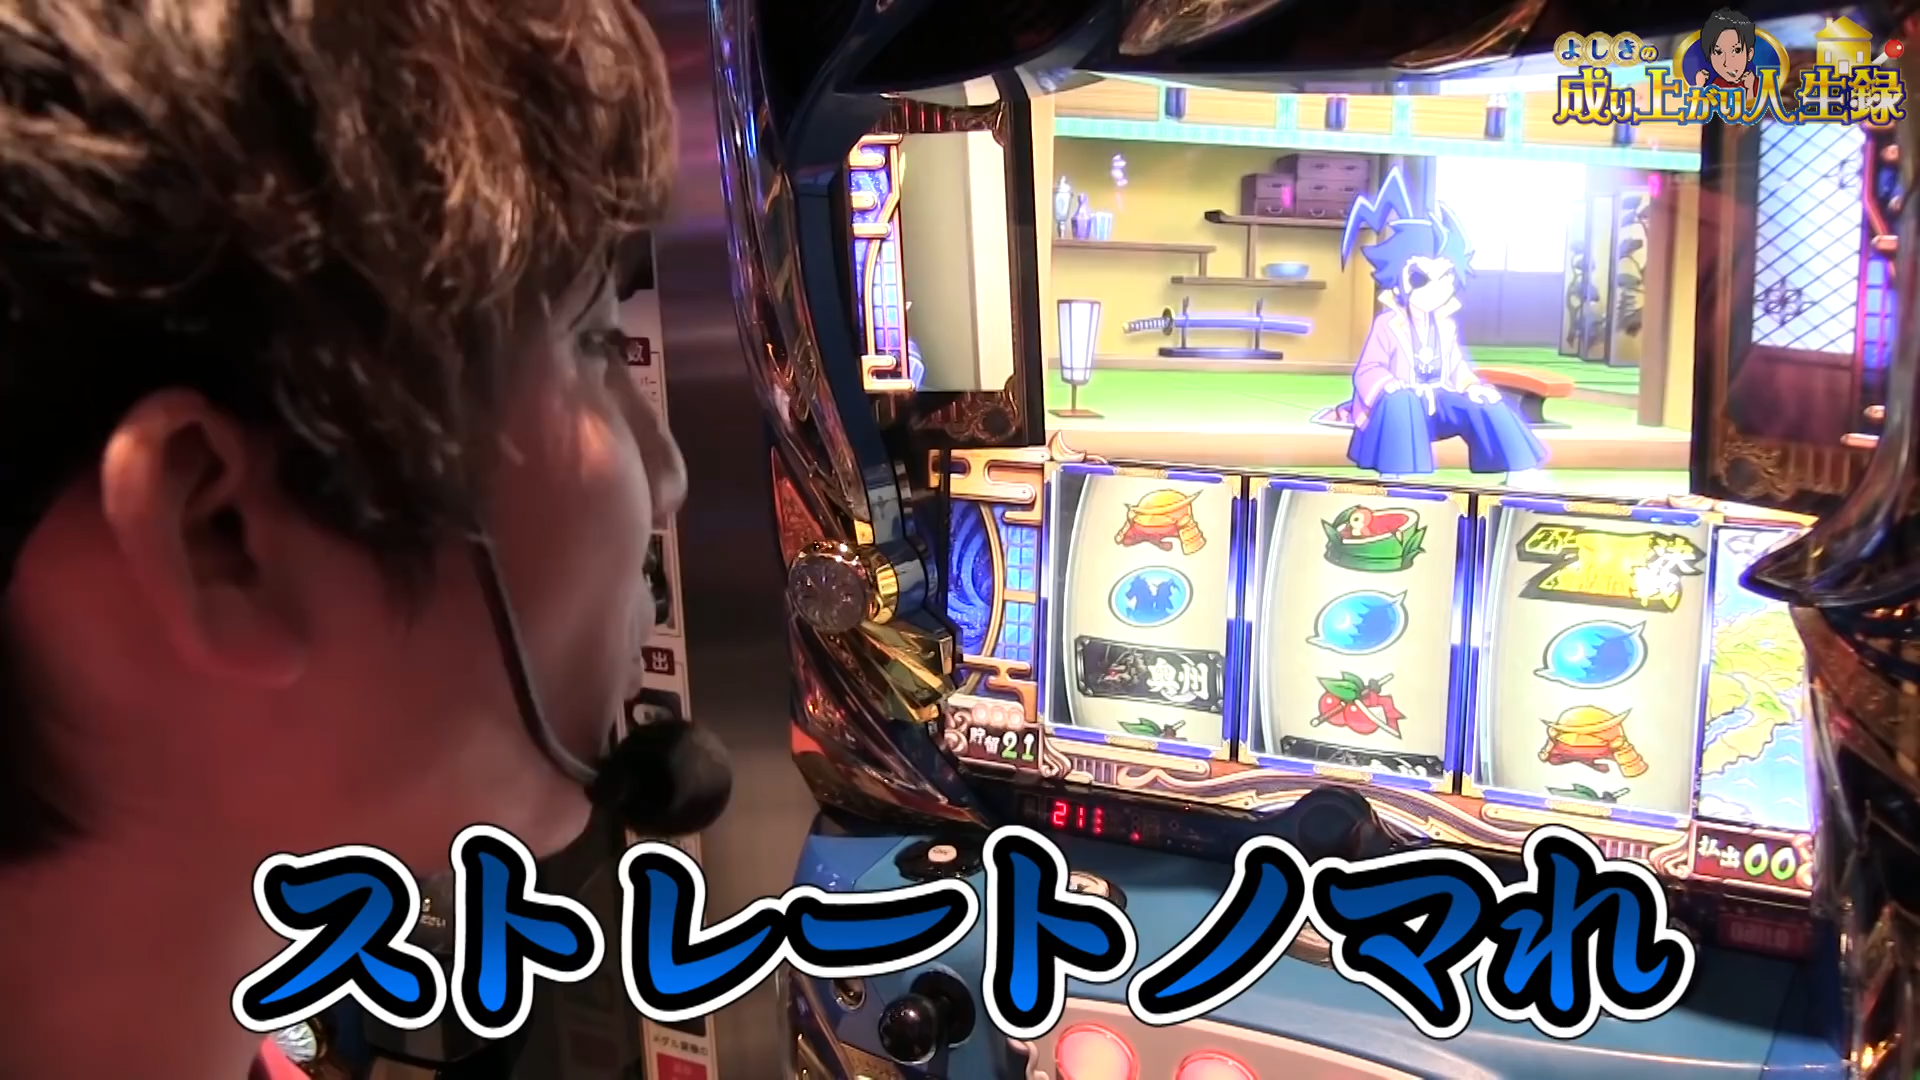 よしきの
成り上がり人生録
奥州
貯留21
払出00
ストレートノマれ